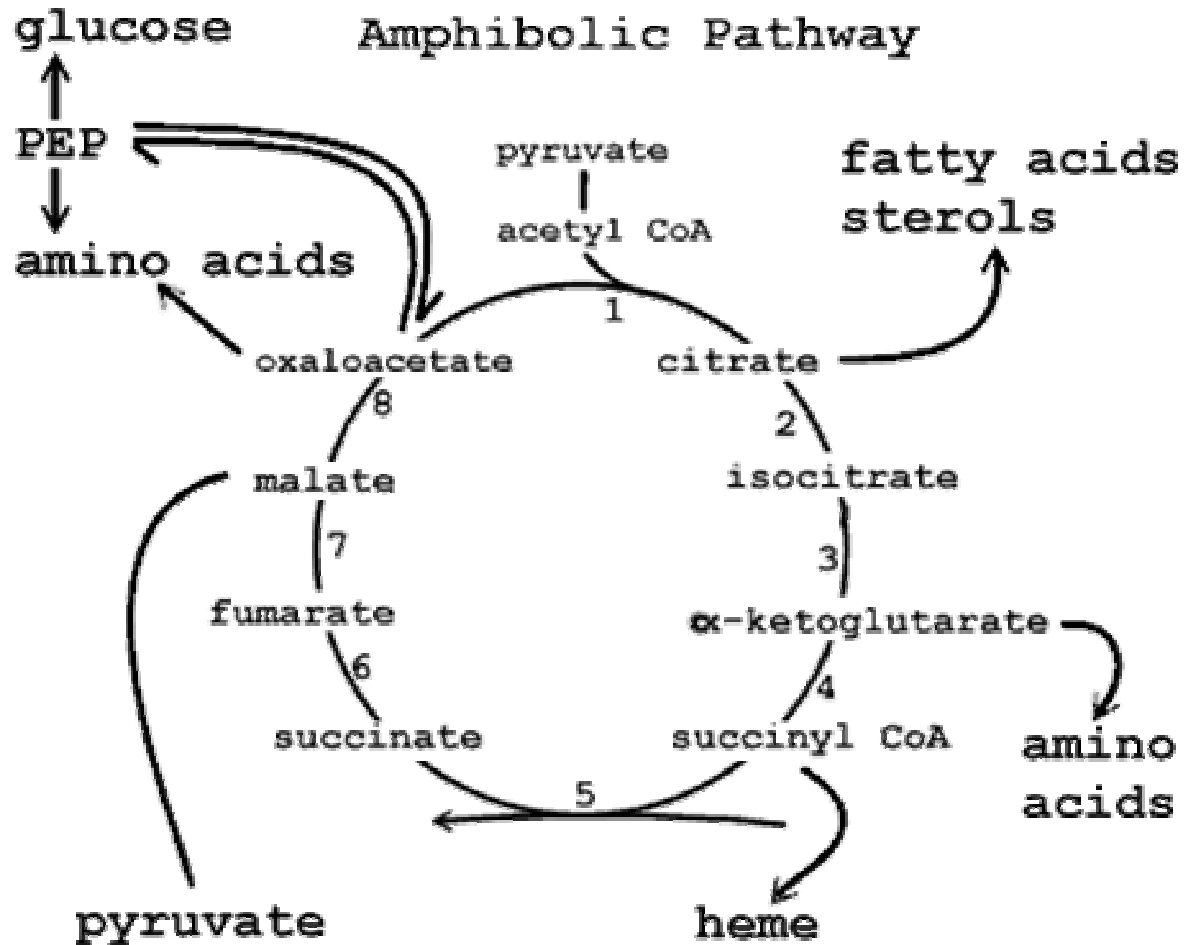 glucose
Amphibolic Pathway
PEP
pyruvate
fatty acids
sterols
acetyl CoA
amino acids
1
oxaloacetate
citrate
8
2
malate
isocitrate
7
3
fumarate
α-ketoglutarate
6
4
succinate
succinyl CoA
amino
acids
5
pyruvate
heme